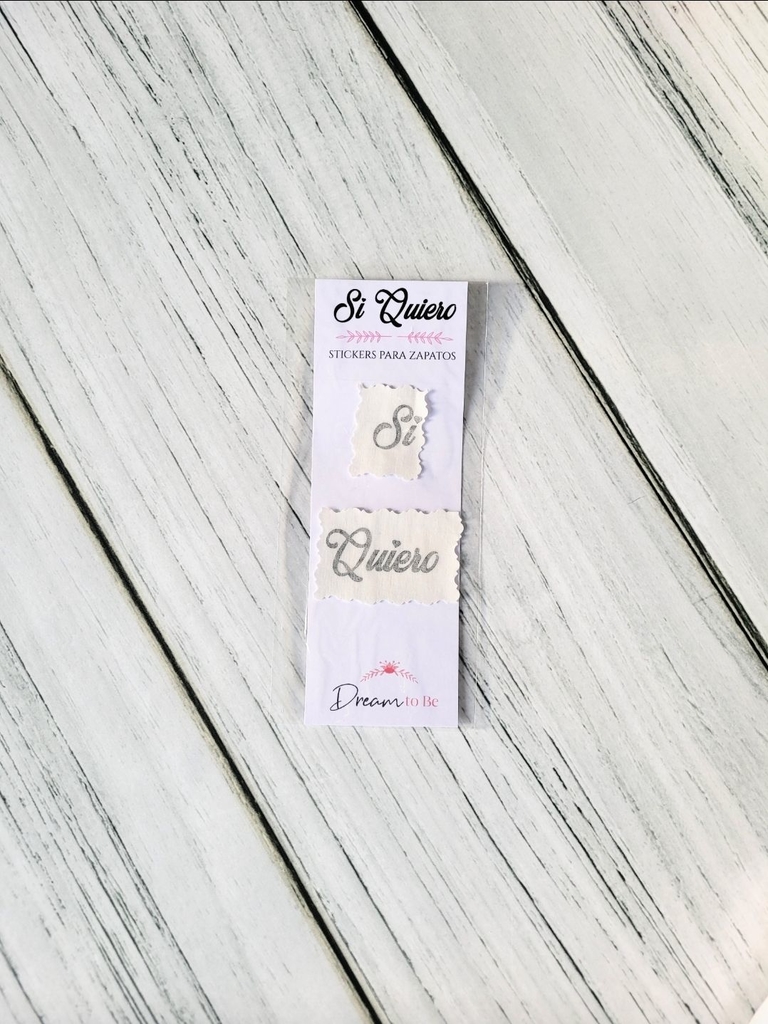 Si Quiero
STICKERS PARA ZAPATOS
Si
Quiero
Dream to Be